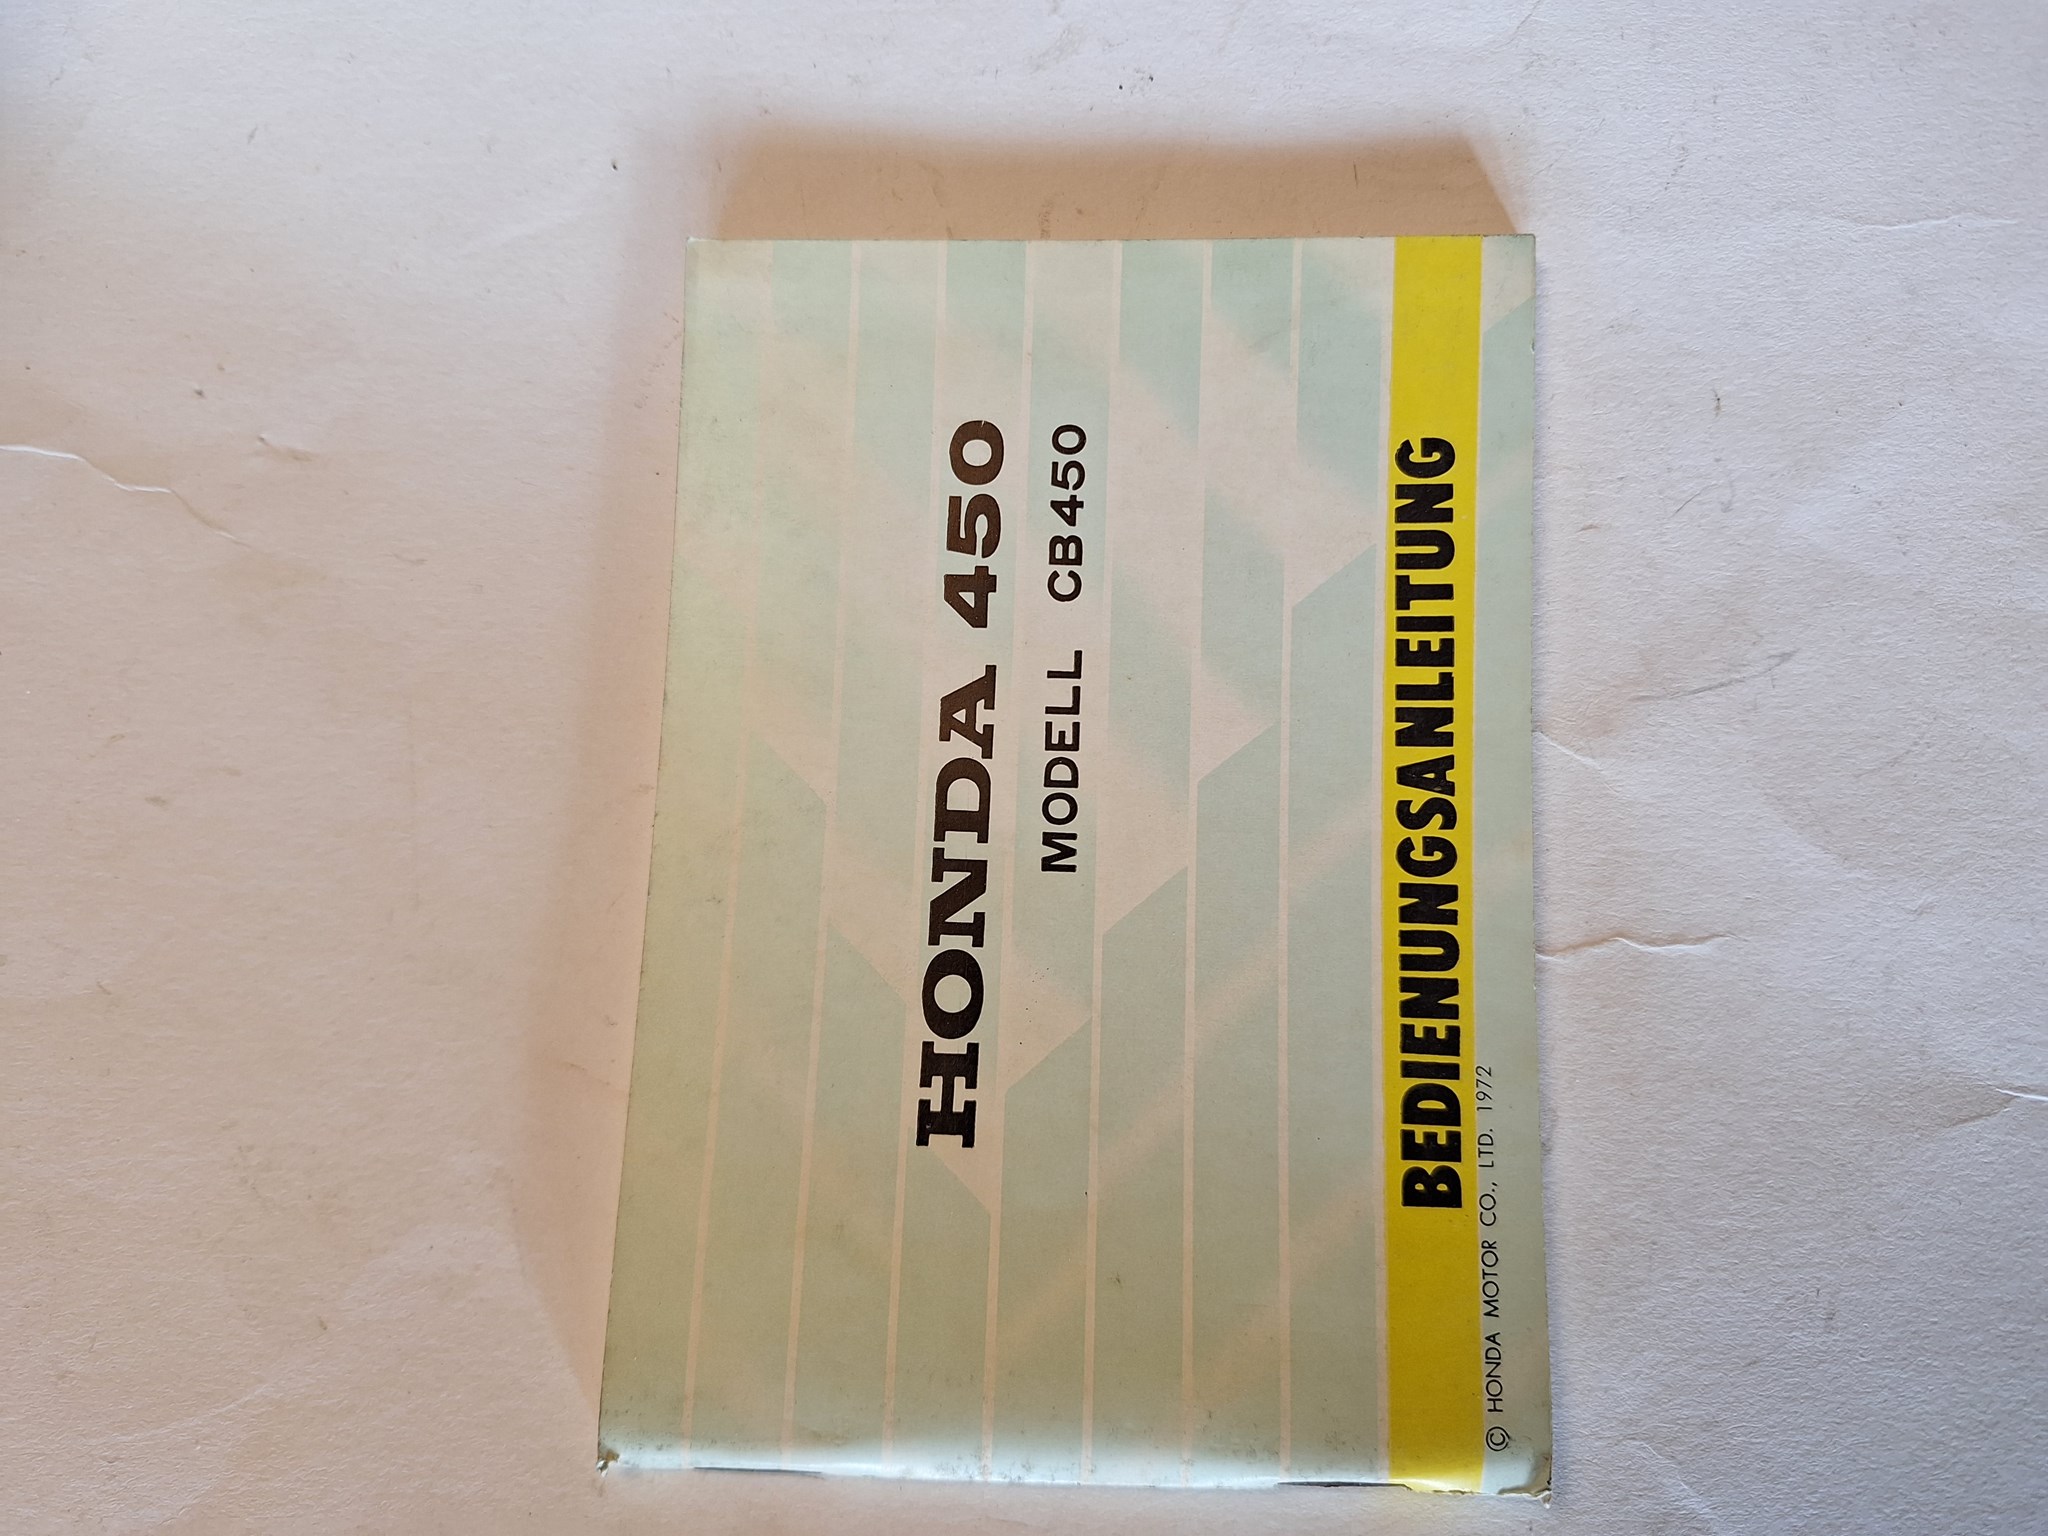 HONDA 450
MODELL CB450
BEDIENUNGSANLEITUNG
© HONDA MOTOR CO., LTD. 1972